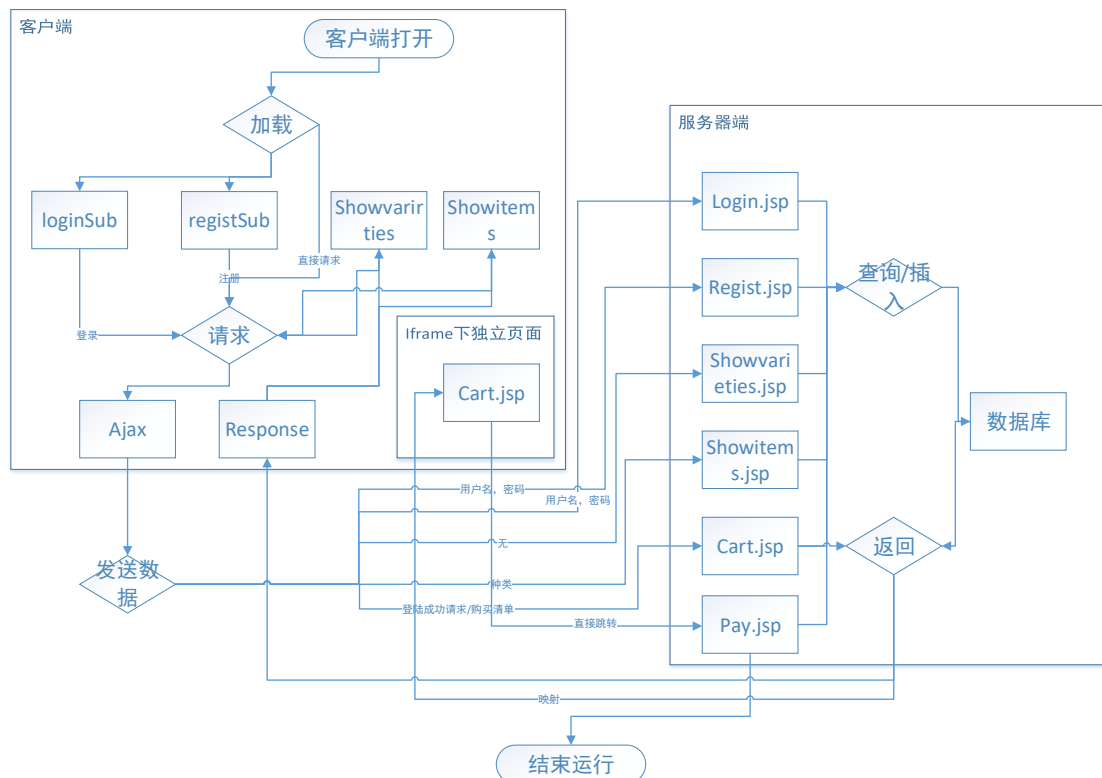 客户端
客户端打开
加载
服务器端
loginSub
registSub
Showvarir
ties
Showitem
s
Login.jsp
直接请求
注册
查询/插
入
Regist.jsp
登录
请求
Iframe下独立页面
Showvari
eties.jsp
Cart.jsp
Ajax
Response
数据库
Showitem
s.jsp
用户名，密码
用户名，密码
无
Cart.jsp
返回
发送数
据
种类
登陆成功请求/购买清单
直接跳转
Pay.jsp
映射
结束运行